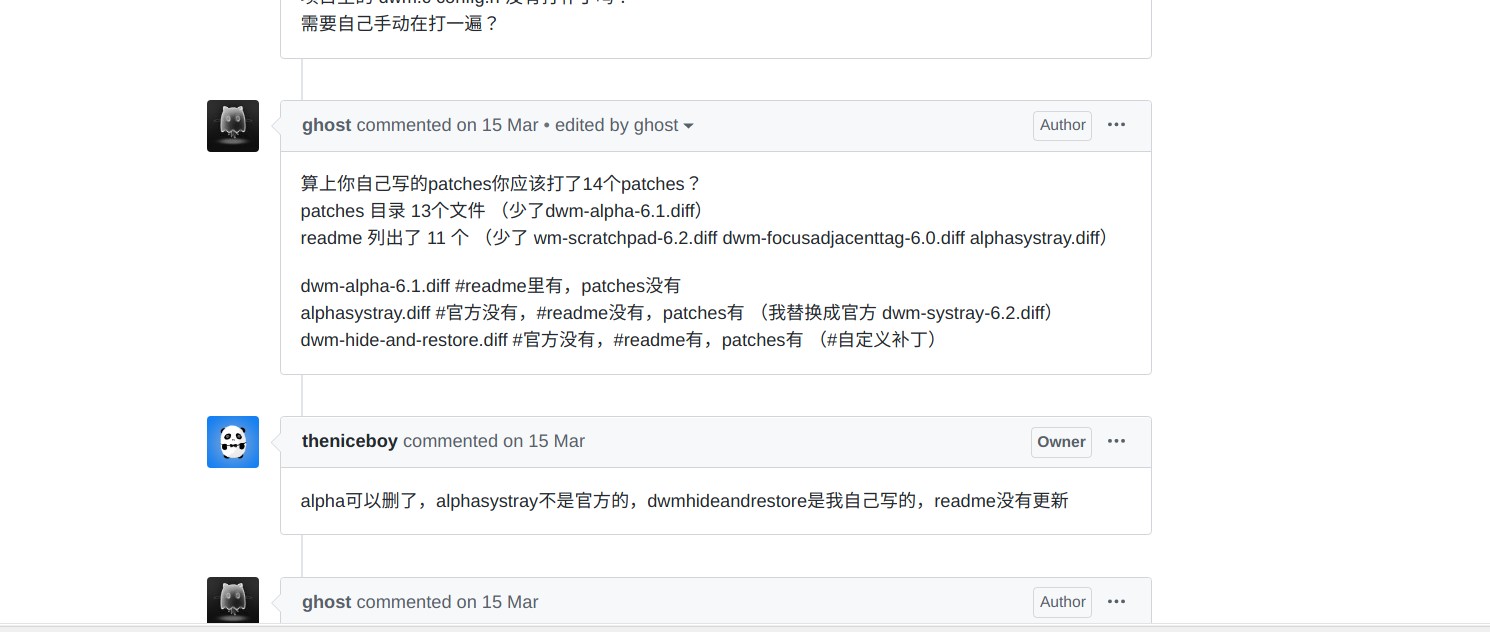 需要自己手动在打一遍？
ghost commented on 15 Mar • edited by ghost
Author
算上你自己写的patches你应该打了14个patches？
patches 目录 13个文件 （少了dwm-alpha-6.1.diff）
readme 列出了 11 个 （少了 wm-scratchpad-6.2.diff dwm-focusadjacenttag-6.0.diff alphasystray.diff）
dwm-alpha-6.1.diff #readme里有，patches没有
alphasystray.diff #官方没有，#readme没有，patches有 （我替换成官方 dwm-systray-6.2.diff）
dwm-hide-and-restore.diff #官方没有，#readme有，patches有 （#自定义补丁）
theniceboy commented on 15 Mar
Owner
alpha可以删了，alphasystray不是官方的，dwmhideandrestore是我自己写的，readme没有更新
ghost commented on 15 Mar
Author